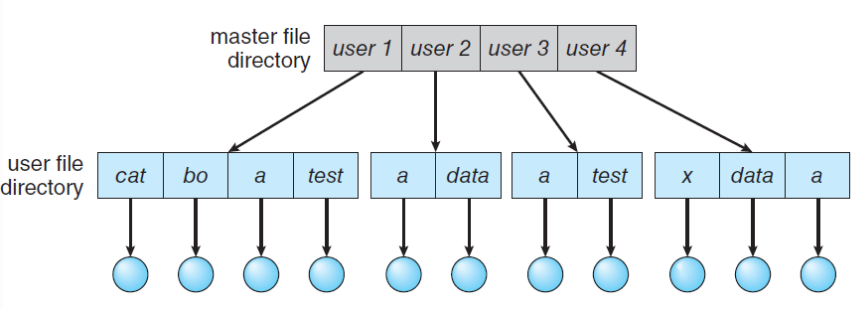 master file
directory
user 1 user 2 user 3 user 4
user file
directory
cat bo a test a data a test x data a